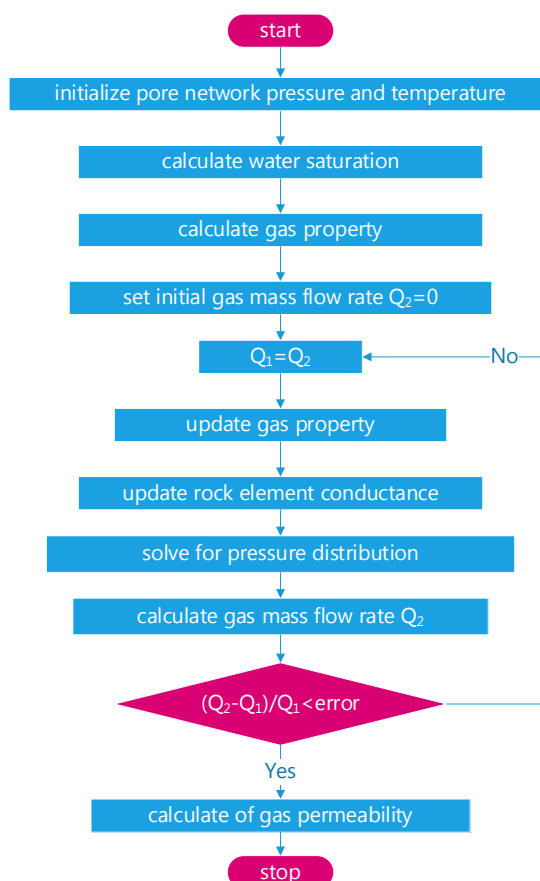 start
initialize pore network pressure and temperature
calculate water saturation
calculate gas property
set initial gas mass flow rate Q₂=0
Q₁=Q₂
No
update gas property
update rock element conductance
solve for pressure distribution
calculate gas mass flow rate Q₂
(Q₂-Q₁)/Q₁<error
Yes
calculate of gas permeability
stop